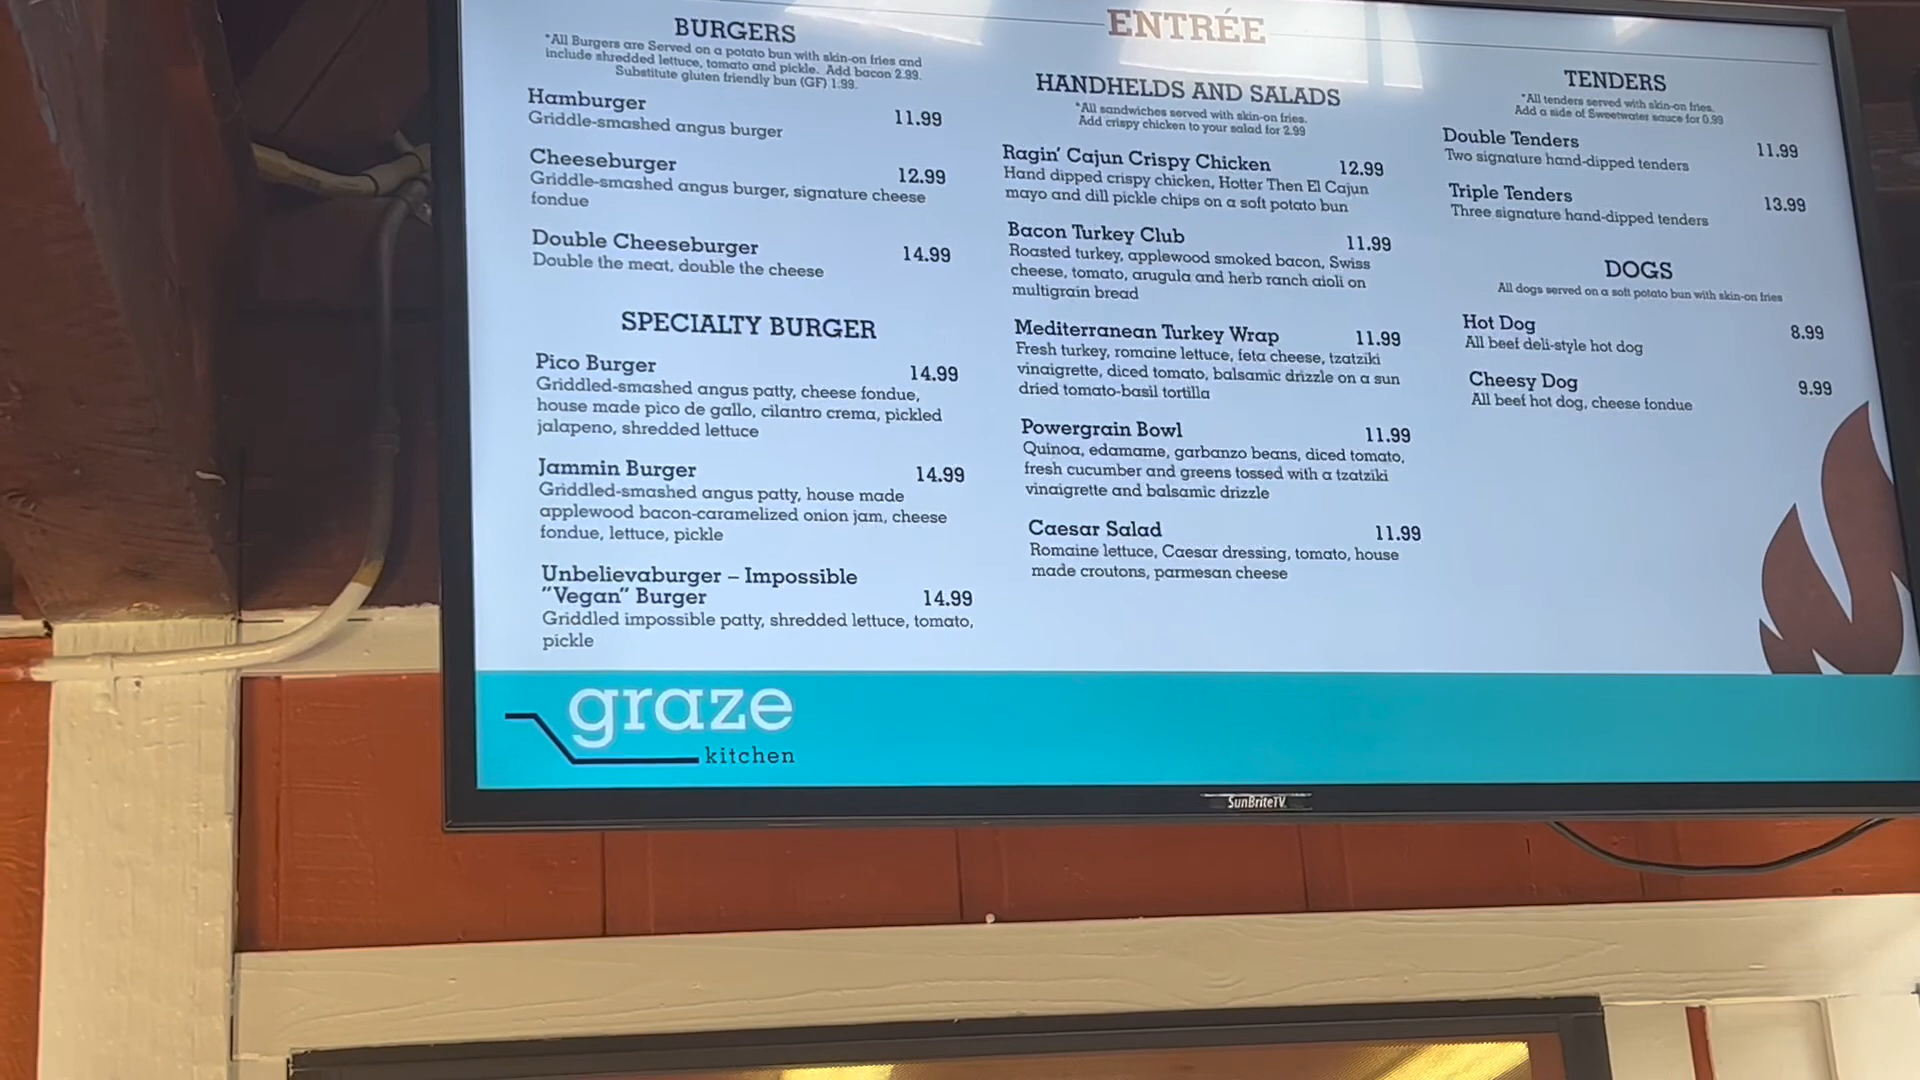 ENTRÉE
BURGERS
*All Burgers are Served on a potato bun with skin-on fries and
include shredded lettuce, tomato and pickle. Add bacon 2.99.
Substitute gluten friendly bun (GF) 1.99.
Hamburger 11.99
Griddle-smashed angus burger
Cheeseburger 12.99
Griddle-smashed angus burger, signature cheese
fondue
Double Cheeseburger 14.99
Double the meat, double the cheese
SPECIALTY BURGER
Pico Burger 14.99
Griddled-smashed angus patty, cheese fondue,
house made pico de gallo, cilantro crema, pickled
jalapeno, shredded lettuce
Jammin Burger 14.99
Griddled-smashed angus patty, house made
applewood bacon-caramelized onion jam, cheese
fondue, lettuce, pickle
Unbelievaburger – Impossible
"Vegan" Burger 14.99
Griddled impossible patty, shredded lettuce, tomato,
pickle
HANDHELDS AND SALADS
*All sandwiches served with skin-on fries.
Add crispy chicken to your salad for 2.99
Ragin' Cajun Crispy Chicken 12.99
Hand dipped crispy chicken, Hotter Then El Cajun
mayo and dill pickle chips on a soft potato bun
Bacon Turkey Club 11.99
Roasted turkey, applewood smoked bacon, Swiss
cheese, tomato, arugula and herb ranch aioli on
multigrain bread
Mediterranean Turkey Wrap 11.99
Fresh turkey, romaine lettuce, feta cheese, tzatziki
vinaigrette, diced tomato, balsamic drizzle on a sun
dried tomato-basil tortilla
Powergrain Bowl 11.99
Quinoa, edamame, garbanzo beans, diced tomato,
fresh cucumber and greens tossed with a tzatziki
vinaigrette and balsamic drizzle
Caesar Salad 11.99
Romaine lettuce, Caesar dressing, tomato, house
made croutons, parmesan cheese
TENDERS
*All tenders served with skin-on fries.
Add a side of Sweetwater sauce for 0.99
Double Tenders 11.99
Two signature hand-dipped tenders
Triple Tenders 13.99
Three signature hand-dipped tenders
DOGS
All dogs served on a soft potato bun with skin-on fries
Hot Dog 8.99
All beef deli-style hot dog
Cheesy Dog 9.99
All beef hot dog, cheese fondue
graze
kitchen
SunBriteTV